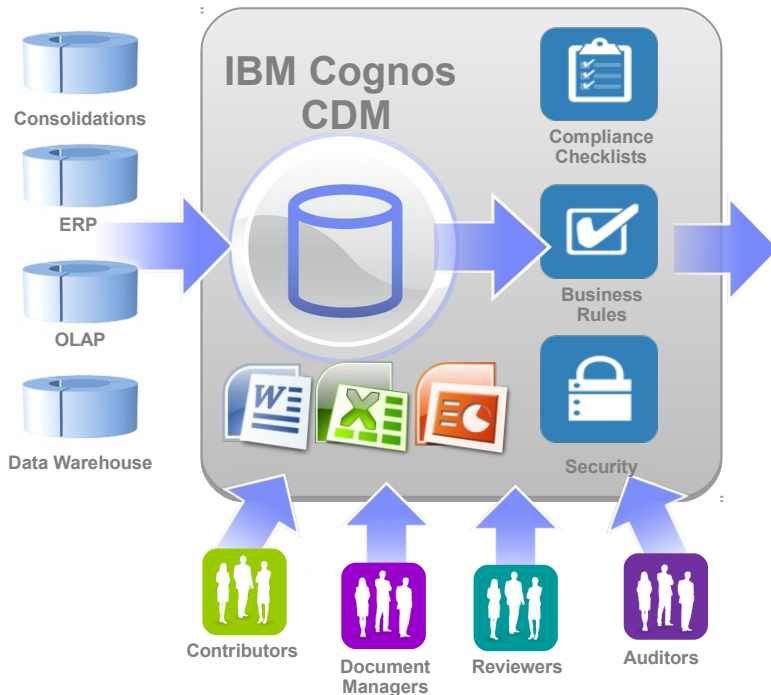 IBM Cognos
CDM
Consolidations
ERP
OLAP
Data Warehouse
Compliance
Checklists
Business
Rules
Security
W
X
Contributors
Document
Managers
Reviewers
Auditors